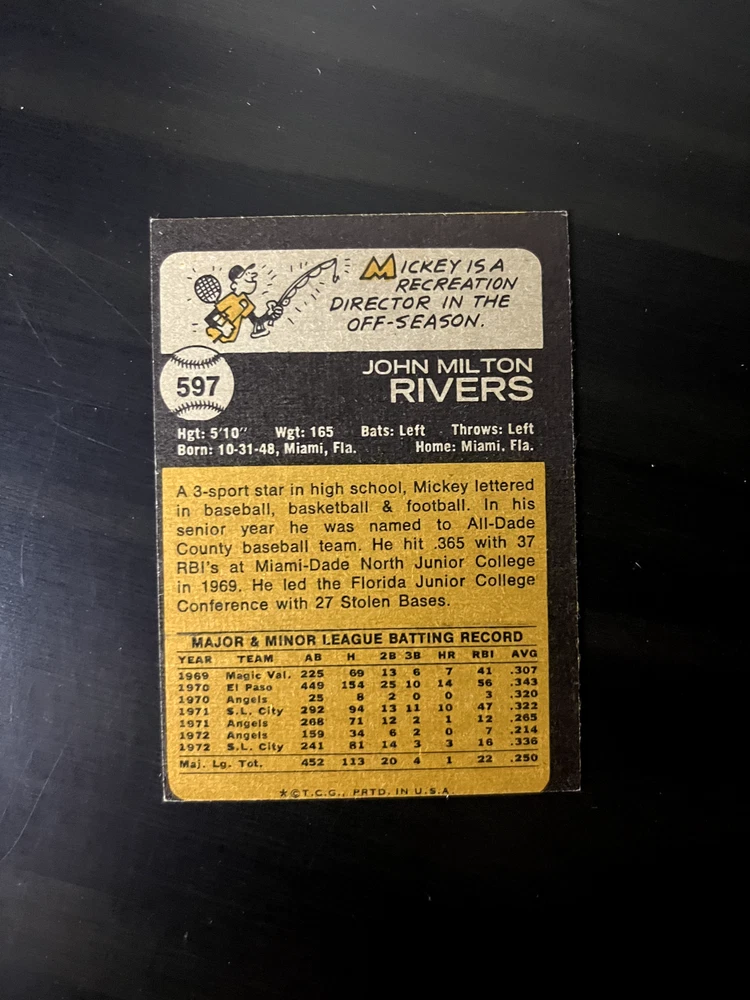 MICKEY IS A
RECREATION
DIRECTOR IN THE
OFF-SEASON.
597
JOHN MILTON
RIVERS
Hgt: 5'10" Wgt: 165 Bats: Left Throws: Left
Born: 10-31-48, Miami, Fla. Home: Miami, Fla.
A 3-sport star in high school, Mickey lettered
in baseball, basketball & football. In his
senior year he was named to All-Dade
County baseball team. He hit .365 with 37
RBI's at Miami-Dade North Junior College
in 1969. He led the Florida Junior College
Conference with 27 Stolen Bases.
MAJOR & MINOR LEAGUE BATTING RECORD
YEAR TEAM AB H 2B 3B HR RBI AVG
1969 Magic Val. 225 69 13 6 7 41 .307
1970 El Paso 449 154 25 10 14 56 .343
1970 Angels 25 8 2 0 0 3 .320
1971 S.L. City 292 94 13 11 10 47 .322
1971 Angels 268 71 12 2 1 12 .265
1972 Angels 159 34 6 2 0 7 .214
1972 S.L. City 241 81 14 3 3 16 .336
Maj. Lg. Tot. 452 113 20 4 1 22 .250
*©T.C.G., PRTD. IN U.S.A.